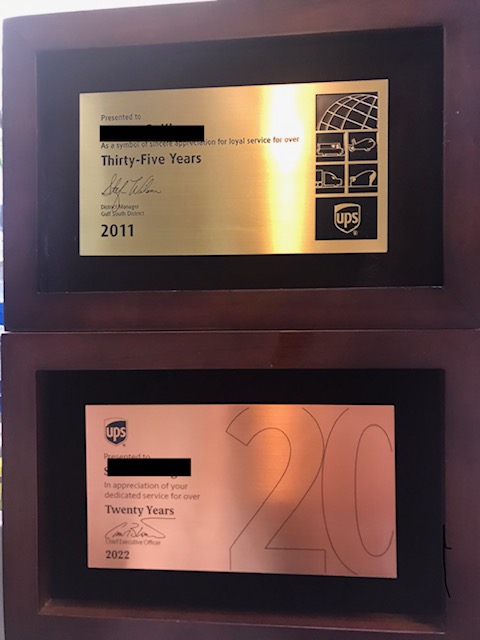 Presented to
As a symbol of sincere appreciation for loyal service for over
Thirty-Five Years
District Manager
Gulf South District
2011
ups
ups
Presented to
In appreciation of your
dedicated service for over
Twenty Years
Chief Executive Officer
2022
20